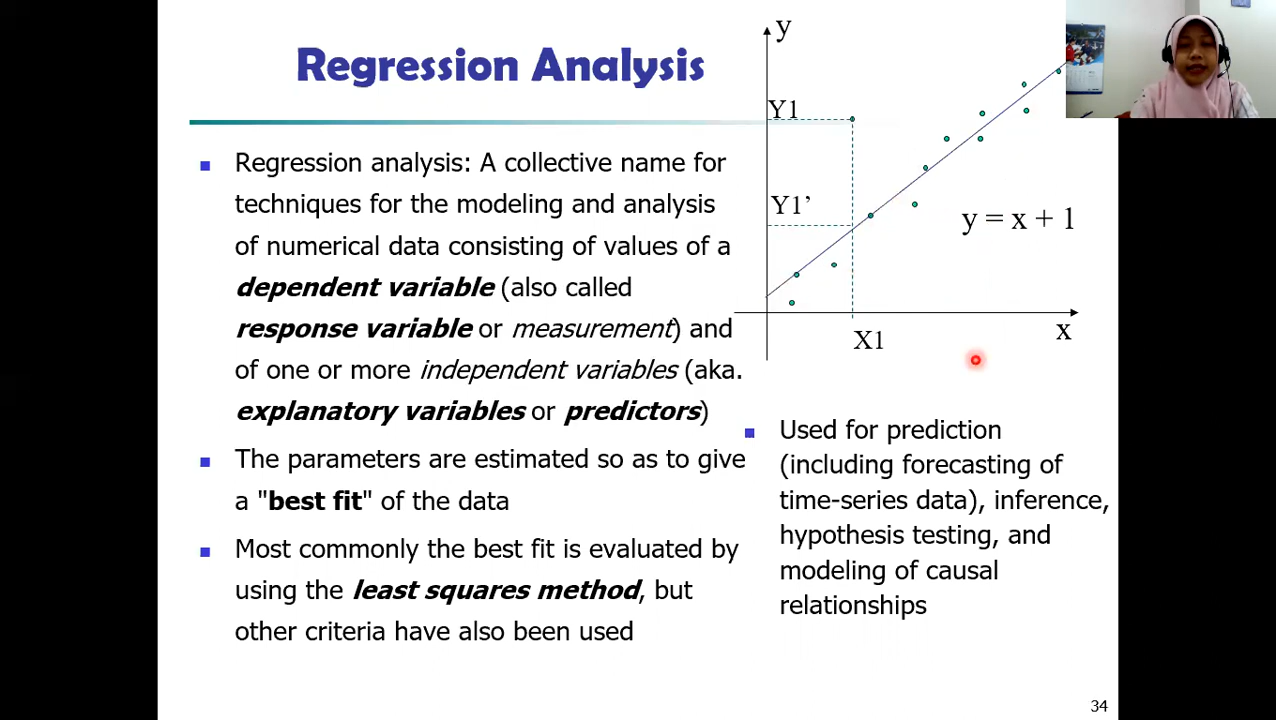 Regression Analysis
Regression analysis: A collective name for
techniques for the modeling and analysis
of numerical data consisting of values of a
dependent variable (also called
response variable or measurement) and
of one or more independent variables (aka.
explanatory variables or predictors)
The parameters are estimated so as to give
a "best fit" of the data
Most commonly the best fit is evaluated by
using the least squares method, but
other criteria have also been used
y
Y1
Y1’
y = x + 1
X1
x
Used for prediction
(including forecasting of
time-series data), inference,
hypothesis testing, and
modeling of causal
relationships
34